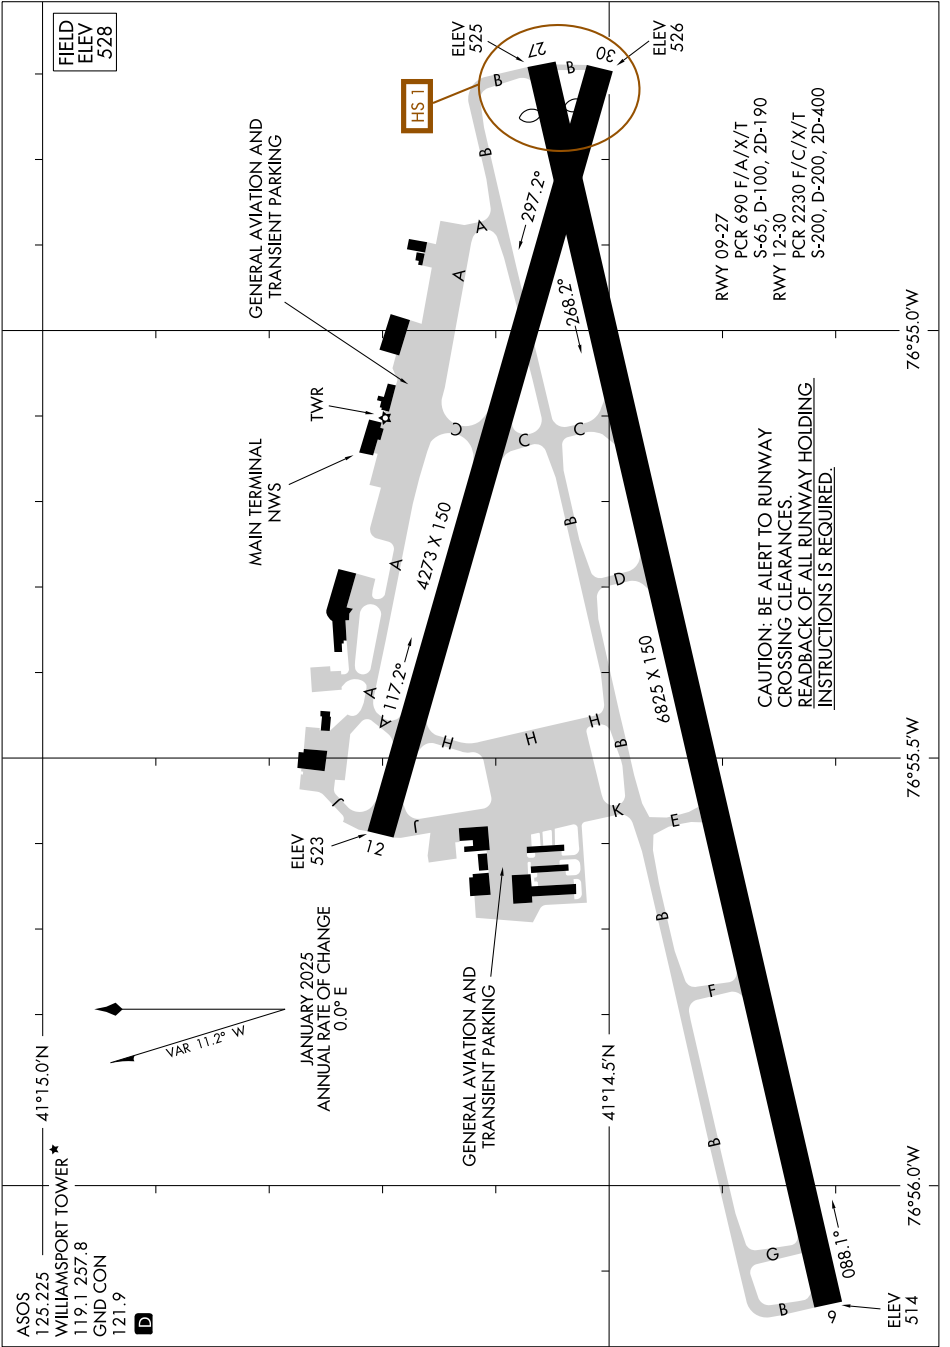 ASOS
125.225
WILLIAMSPORT TOWER★
119.1 257.8
GND CON
121.9
D
FIELD
ELEV
528
41°15.0'N
41°14.5'N
76°56.0'W
76°55.5'W
76°55.0'W
VAR 11.2° W
JANUARY 2025
ANNUAL RATE OF CHANGE
0.0° E
GENERAL AVIATION AND
TRANSIENT PARKING
MAIN TERMINAL
NWS
TWR
GENERAL AVIATION AND
TRANSIENT PARKING
HS 1
ELEV
525
27
ELEV
526
30
ELEV
523
12
ELEV
514
9
088.1°
268.2°
117.2°
297.2°
4273 X 150
6825 X 150
A
A
A
A
A
B
B
B
B
B
B
B
B
C
C
C
D
E
F
G
H
H
H
J
J
K
RWY 09-27
PCR 690 F/A/X/T
S-65, D-100, 2D-190
RWY 12-30
PCR 2230 F/C/X/T
S-200, D-200, 2D-400
CAUTION: BE ALERT TO RUNWAY
CROSSING CLEARANCES.
READBACK OF ALL RUNWAY HOLDING
INSTRUCTIONS IS REQUIRED.